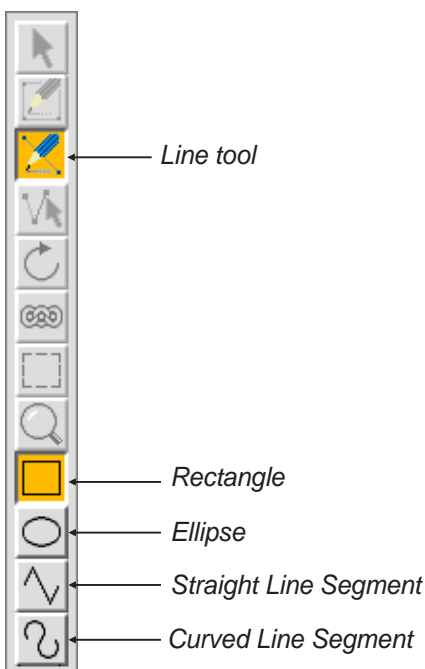 Line tool
Rectangle
Ellipse
Straight Line Segment
Curved Line Segment